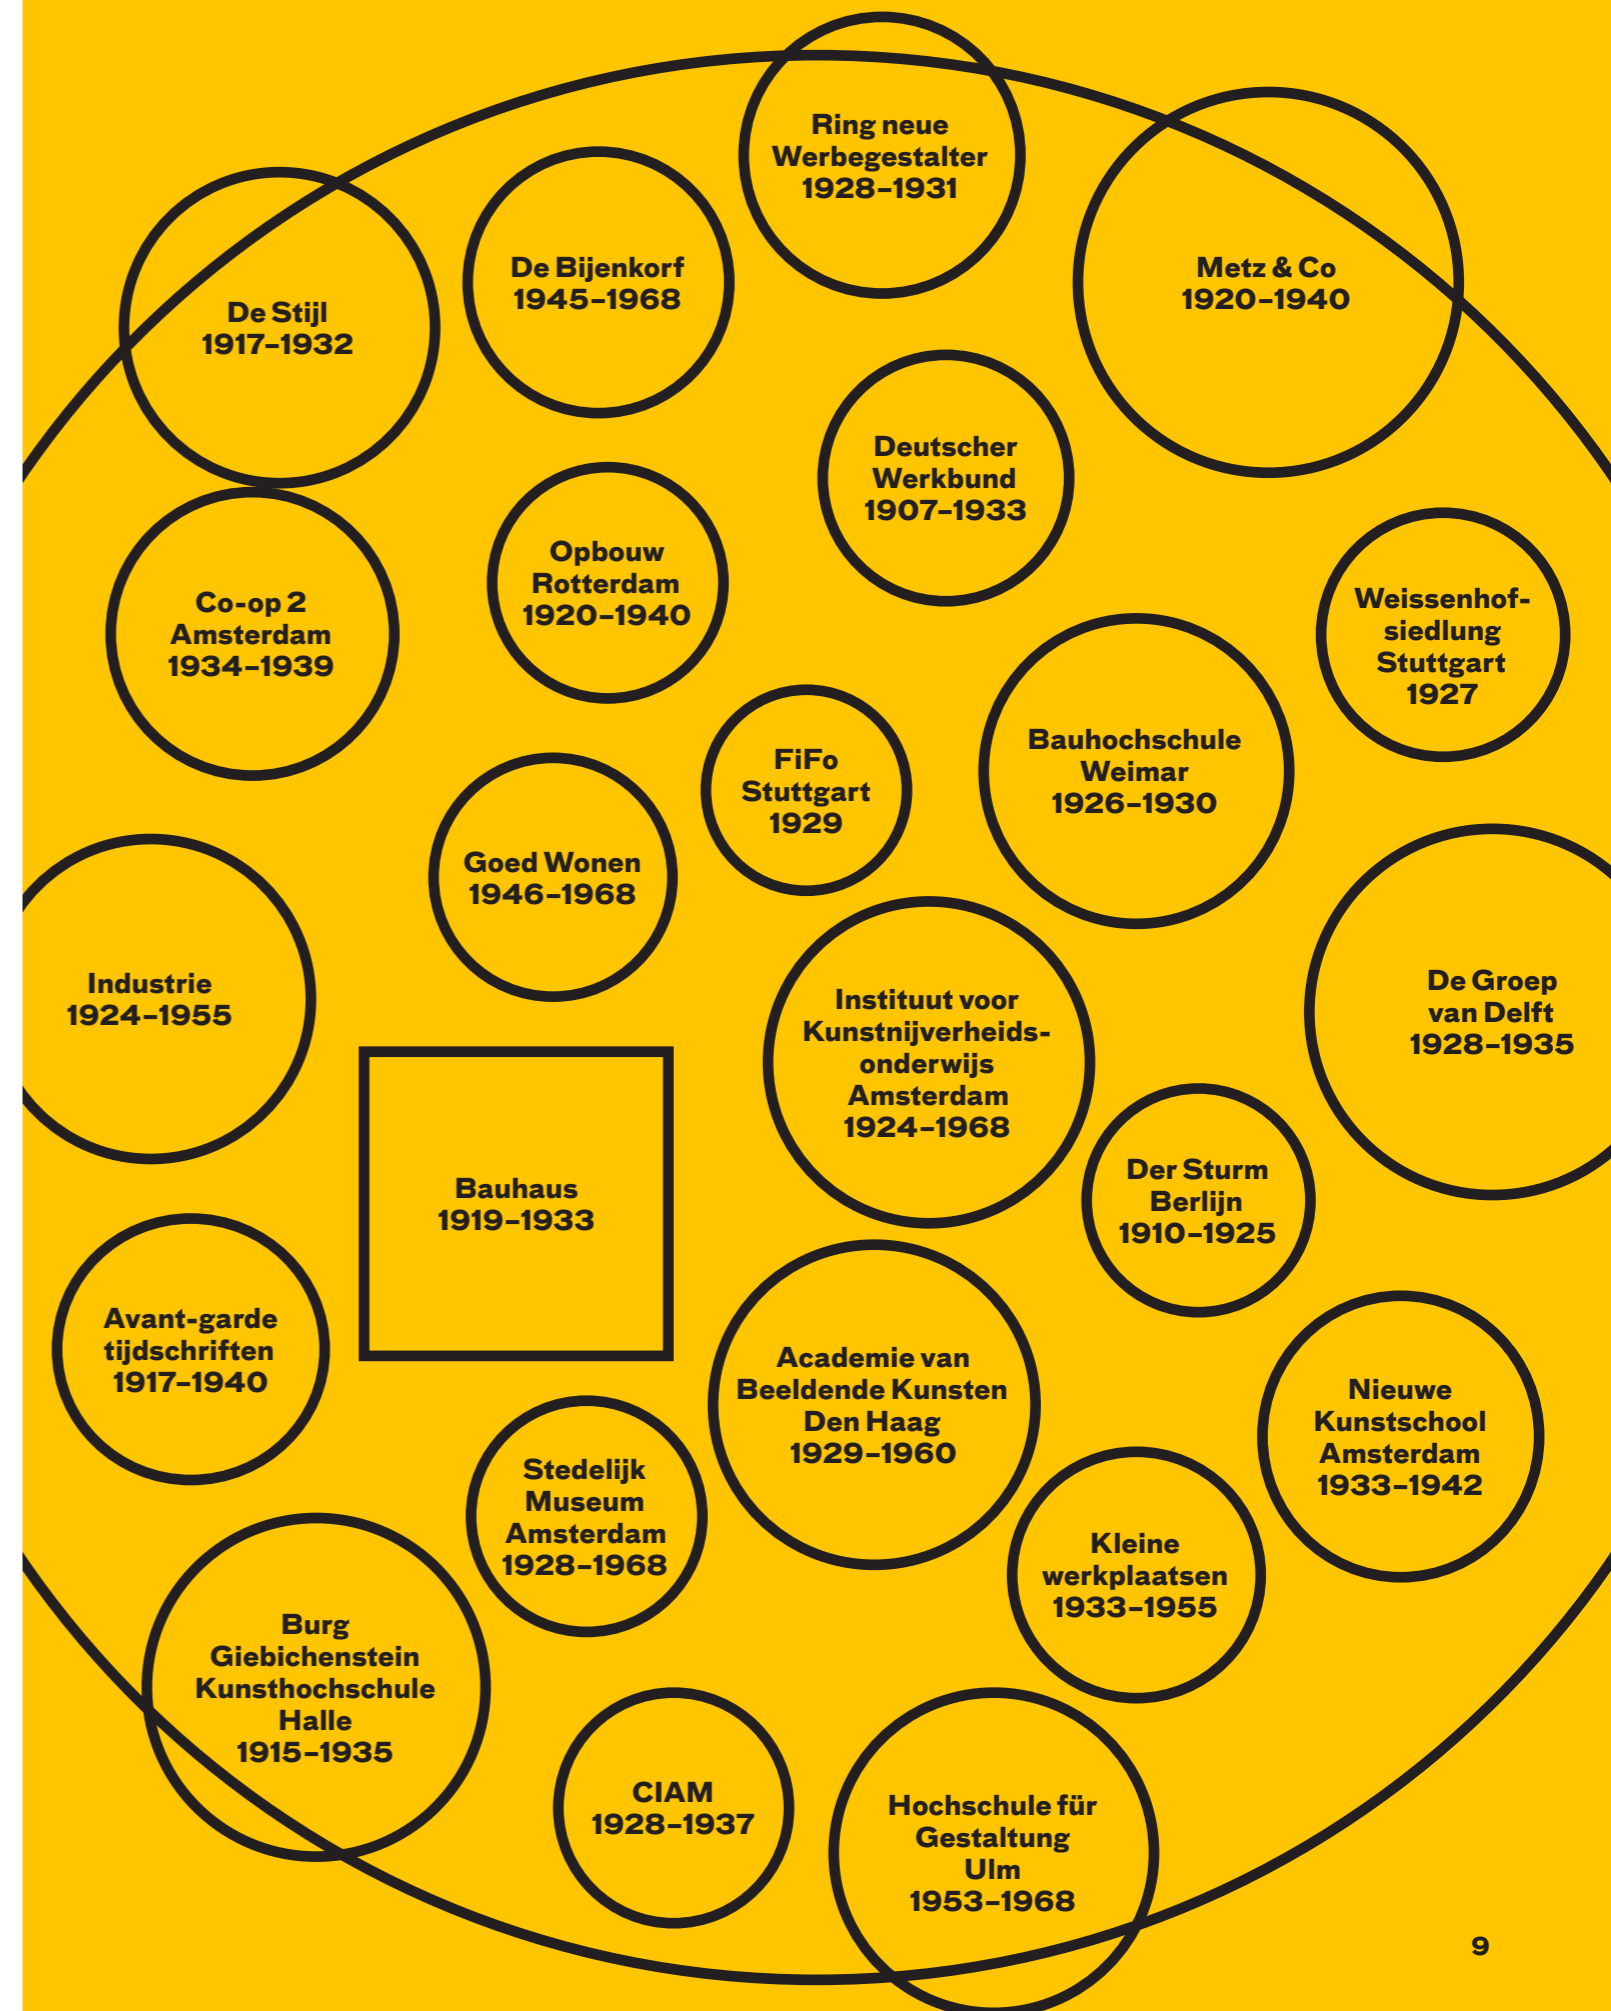 Ring neue
Werbegestalter
1928–1931
De Bijenkorf
1945–1968
Metz & Co
1920–1940
De Stijl
1917–1932
Deutscher
Werkbund
1907–1933
Opbouw
Rotterdam
1920–1940
Co-op 2
Amsterdam
1934–1939
Weissenhof-
siedlung
Stuttgart
1927
Bauhochschule
Weimar
1926–1930
FiFo
Stuttgart
1929
Goed Wonen
1946–1968
Industrie
1924–1955
Instituut voor
Kunstnijverheids-
onderwijs
Amsterdam
1924–1968
De Groep
van Delft
1928–1935
Bauhaus
1919–1933
Der Sturm
Berlijn
1910–1925
Avant-garde
tijdschriften
1917–1940
Academie van
Beeldende Kunsten
Den Haag
1929–1960
Nieuwe
Kunstschool
Amsterdam
1933–1942
Stedelijk
Museum
Amsterdam
1928–1968
Kleine
werkplaatsen
1933–1955
Burg
Giebichenstein
Kunsthochschule
Halle
1915–1935
CIAM
1928–1937
Hochschule für
Gestaltung
Ulm
1953–1968
9